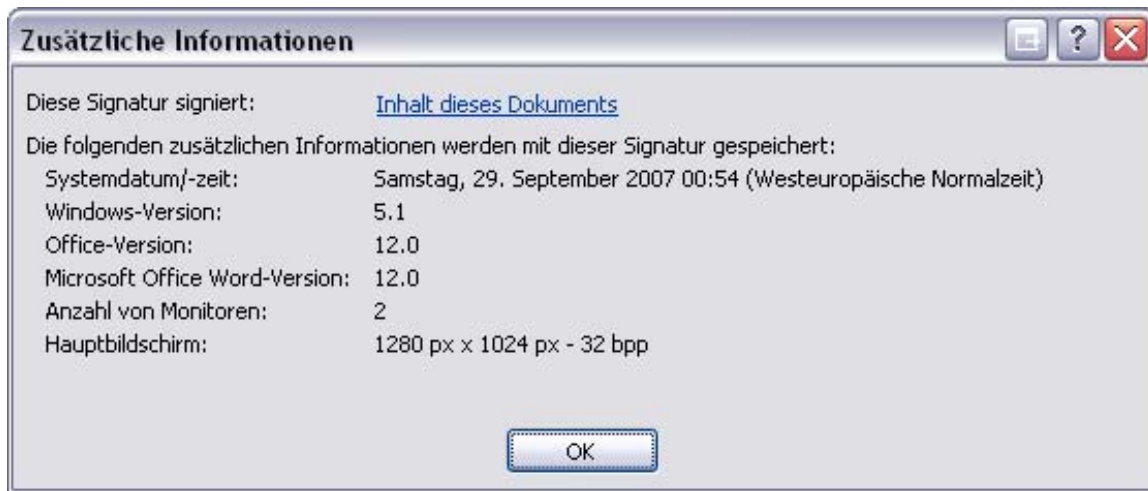 Zusätzliche Informationen
Diese Signatur signiert: Inhalt dieses Dokuments
Die folgenden zusätzlichen Informationen werden mit dieser Signatur gespeichert:
Systemdatum/-zeit: Samstag, 29. September 2007 00:54 (Westeuropäische Normalzeit)
Windows-Version: 5.1
Office-Version: 12.0
Microsoft Office Word-Version: 12.0
Anzahl von Monitoren: 2
Hauptbildschirm: 1280 px x 1024 px - 32 bpp
OK